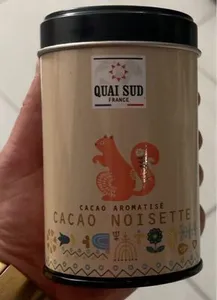 QUAI SUD
FRANCE
CACAO AROMATISÉ
CACAO NOISETTE